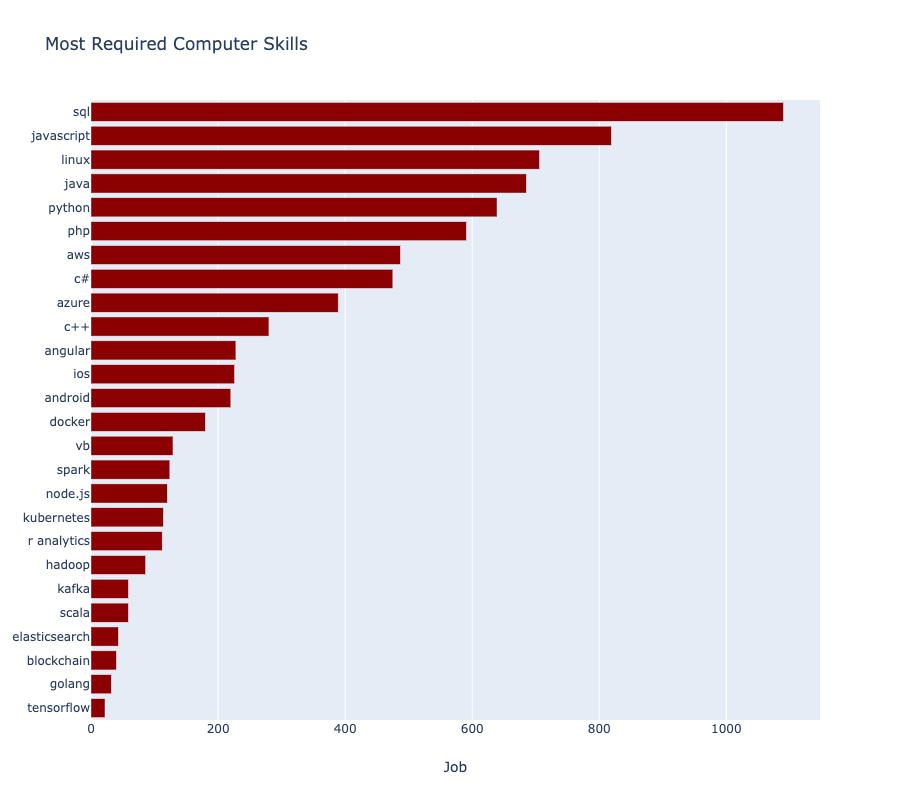 Most Required Computer Skills
sql
javascript
linux
java
python
php
aws
c#
azure
c++
angular
ios
android
docker
vb
spark
node.js
kubernetes
r analytics
hadoop
kafka
scala
elasticsearch
blockchain
golang
tensorflow
0 200 400 600 800 1000
Job